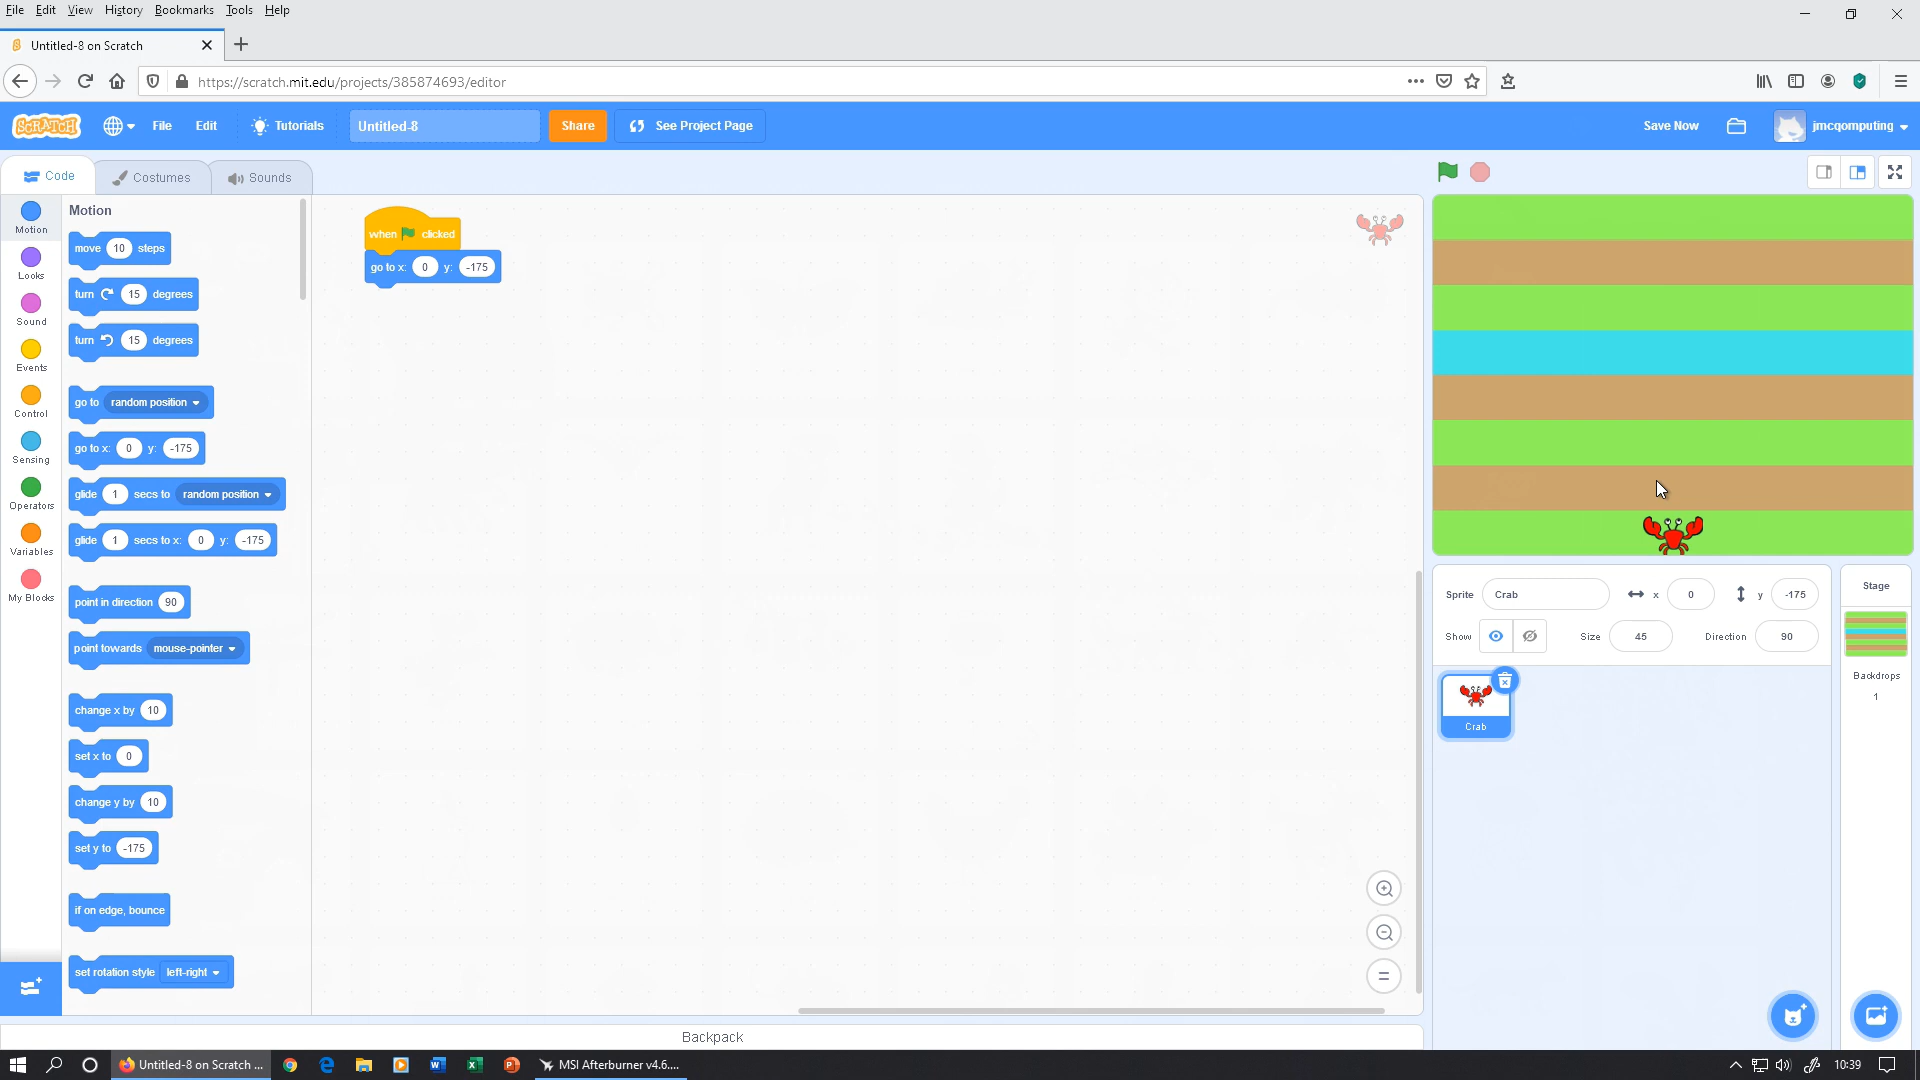 File Edit View History Bookmarks Tools Help
Untitled-8 on Scratch
https://scratch.mit.edu/projects/385874693/editor
SCRATCH File Edit Tutorials Untitled-8 Share See Project Page Save Now jmcqomputing
Code Costumes Sounds
Motion
Looks
Sound
Events
Control
Sensing
Operators
Variables
My Blocks
Motion
move 10 steps
turn 15 degrees
turn 15 degrees
go to random position
go to x: 0 y: -175
glide 1 secs to random position
glide 1 secs to x: 0 y: -175
point in direction 90
point towards mouse-pointer
change x by 10
set x to 0
change y by 10
set y to -175
if on edge, bounce
set rotation style left-right
when clicked
go to x: 0 y: -175
Sprite Crab x 0 y -175
Show Size 45 Direction 90
Crab
Stage
Backdrops
1
Backpack
Untitled-8 on Scratch ... MSI Afterburner v4.6.... 10:39